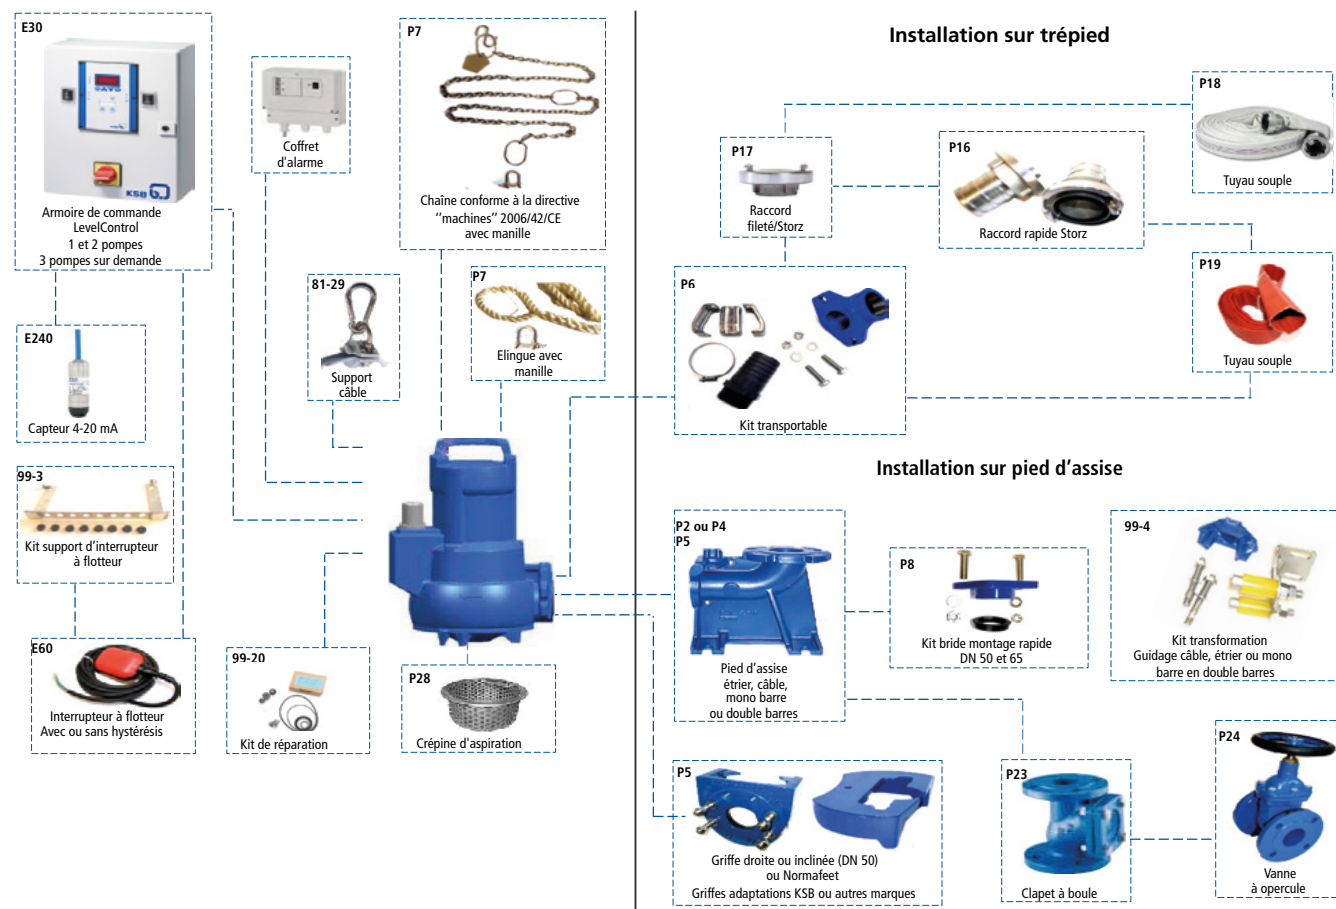 E30
KSB
Armoire de commande
LevelControl
1 et 2 pompes
3 pompes sur demande
Coffret
d'alarme
P7
Chaîne conforme à la directive
"machines" 2006/42/CE
avec manille
E240
Capteur 4-20 mA
81-29
Support
câble
P7
Elingue avec
manille
99-3
Kit support d'interrupteur
à flotteur
E60
Interrupteur à flotteur
Avec ou sans hystérésis
99-20
Kit de réparation
P28
Crépine d'aspiration
Installation sur trépied
P18
Tuyau souple
P17
Raccord
fileté/Storz
P16
Raccord rapide Storz
P19
Tuyau souple
P6
Kit transportable
Installation sur pied d’assise
P2 ou P4
P5
Pied d’assise
étrier, câble,
mono barre
ou double barres
P8
Kit bride montage rapide
DN 50 et 65
99-4
Kit transformation
Guidage câble, étrier ou mono
barre en double barres
P5
Griffe droite ou inclinée (DN 50)
ou Normafeet
Griffes adaptations KSB ou autres marques
P23
Clapet à boule
P24
Vanne
à opercule